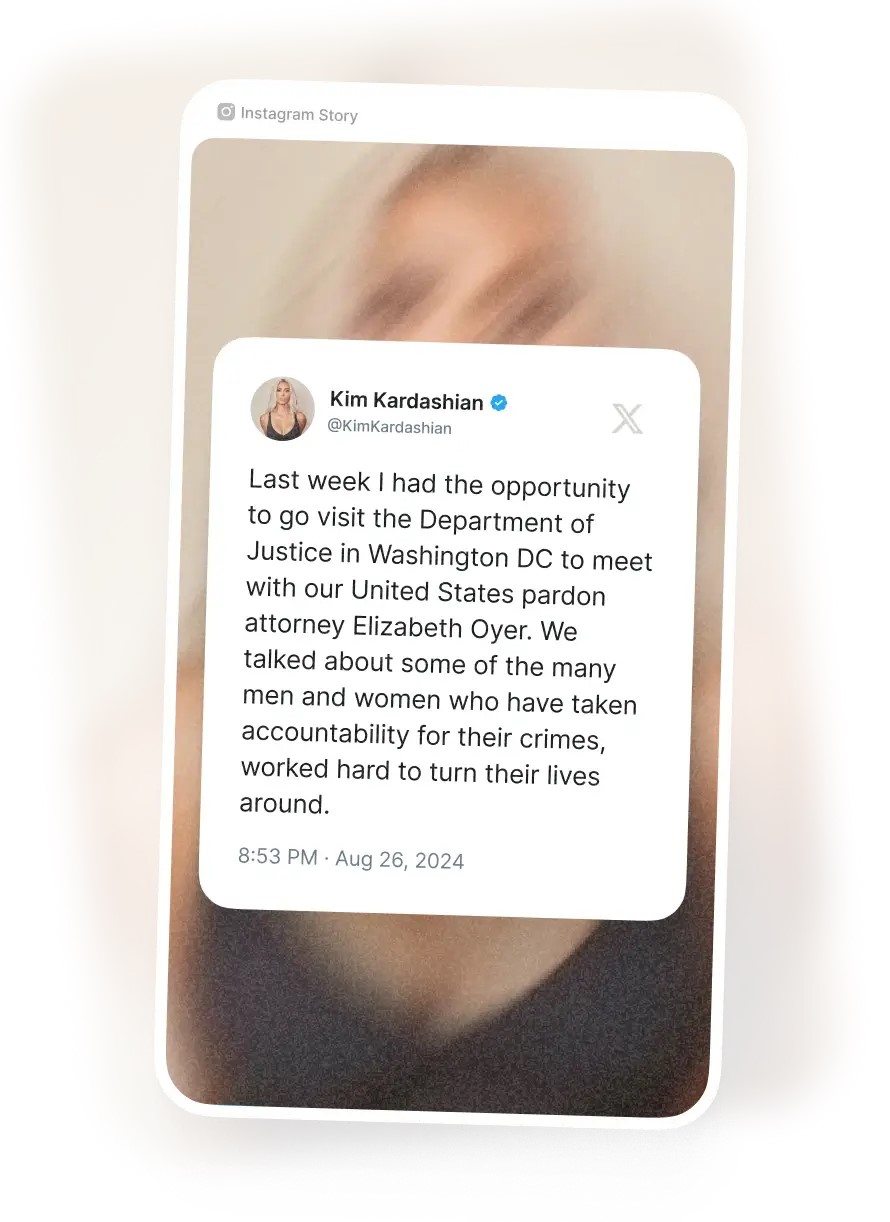 Instagram Story
Kim Kardashian
@KimKardashian
Last week I had the opportunity
to go visit the Department of
Justice in Washington DC to meet
with our United States pardon
attorney Elizabeth Oyer. We
talked about some of the many
men and women who have taken
accountability for their crimes,
worked hard to turn their lives
around.
8:53 PM · Aug 26, 2024